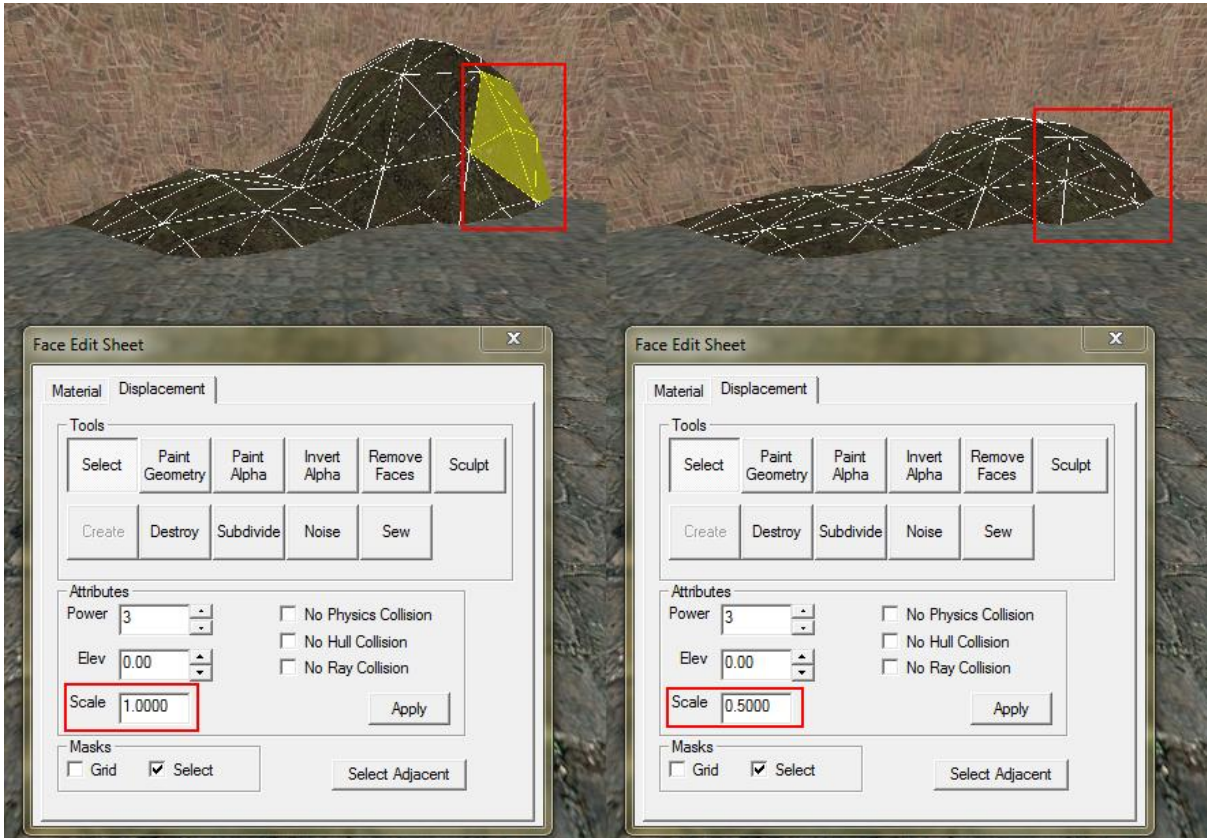 Face Edit Sheet
X
Material Displacement
Tools
Select
Paint
Geometry
Paint
Alpha
Invert
Alpha
Remove
Faces
Sculpt
Create
Destroy
Subdivide
Noise
Sew
Attributes
Power 3
No Physics Collision
No Hull Collision
Elev 0.00
No Ray Collision
Scale 1.0000
Apply
Masks
Grid
Select
Select Adjacent
Face Edit Sheet
X
Material Displacement
Tools
Select
Paint
Geometry
Paint
Alpha
Invert
Alpha
Remove
Faces
Sculpt
Create
Destroy
Subdivide
Noise
Sew
Attributes
Power 3
No Physics Collision
No Hull Collision
Elev 0.00
No Ray Collision
Scale 0.5000
Apply
Masks
Grid
Select
Select Adjacent